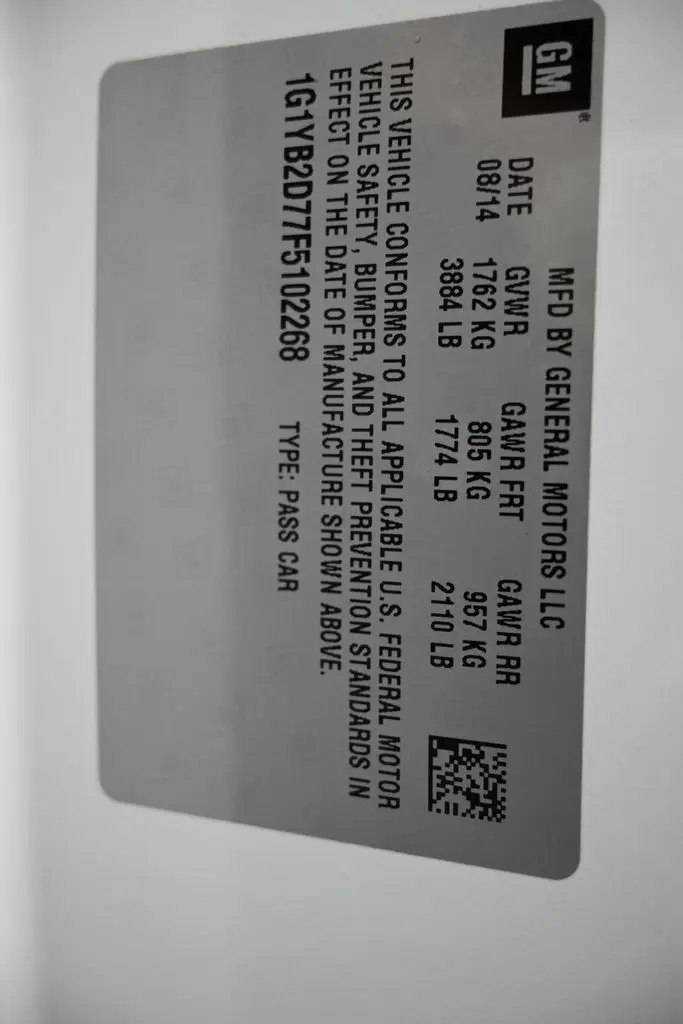 GM
MFD BY GENERAL MOTORS LLC
DATE GVWR GAWR FRT GAWR RR
08/14 1762 KG 805 KG 957 KG
3884 LB 1774 LB 2110 LB
THIS VEHICLE CONFORMS TO ALL APPLICABLE U.S. FEDERAL MOTOR
VEHICLE SAFETY, BUMPER, AND THEFT PREVENTION STANDARDS IN
EFFECT ON THE DATE OF MANUFACTURE SHOWN ABOVE.
1G1YB2D77F5102268 TYPE: PASS CAR